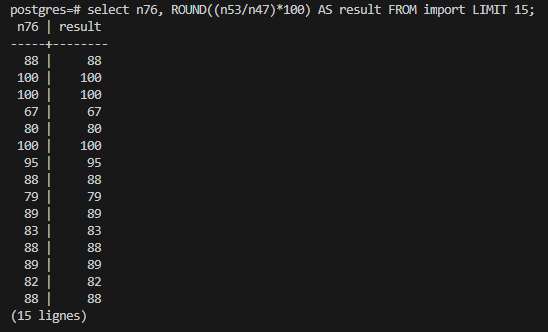 postgres=# select n76, ROUND((n53/n47)*100) AS result FROM import LIMIT 15;
 n76 | result
-----+--------
  88 |     88
 100 |    100
 100 |    100
  67 |     67
  80 |     80
 100 |    100
  95 |     95
  88 |     88
  79 |     79
  89 |     89
  83 |     83
  88 |     88
  89 |     89
  82 |     82
  88 |     88
(15 lignes)